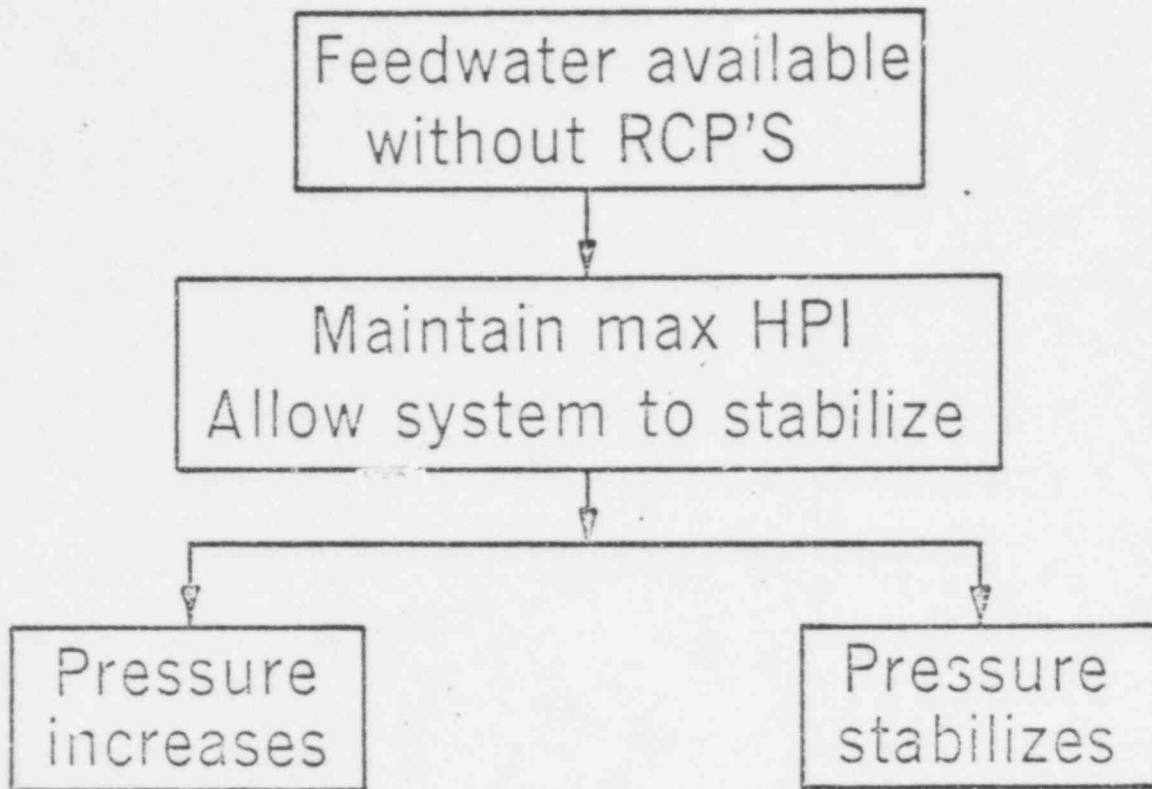 Feedwater available
without RCP'S
Maintain max HPI
Allow system to stabilize
Pressure
increases
Pressure
stabilizes